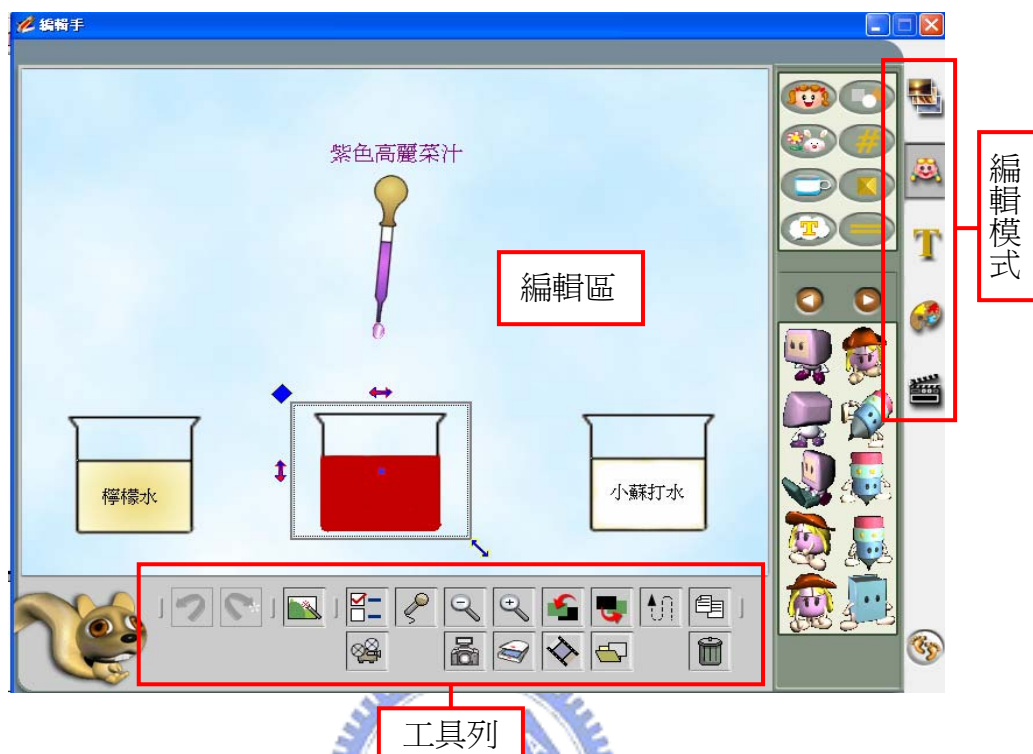 編輯手
紫色高麗菜汁
編輯區
編輯模式
檸檬水
小蘇打水
工具列